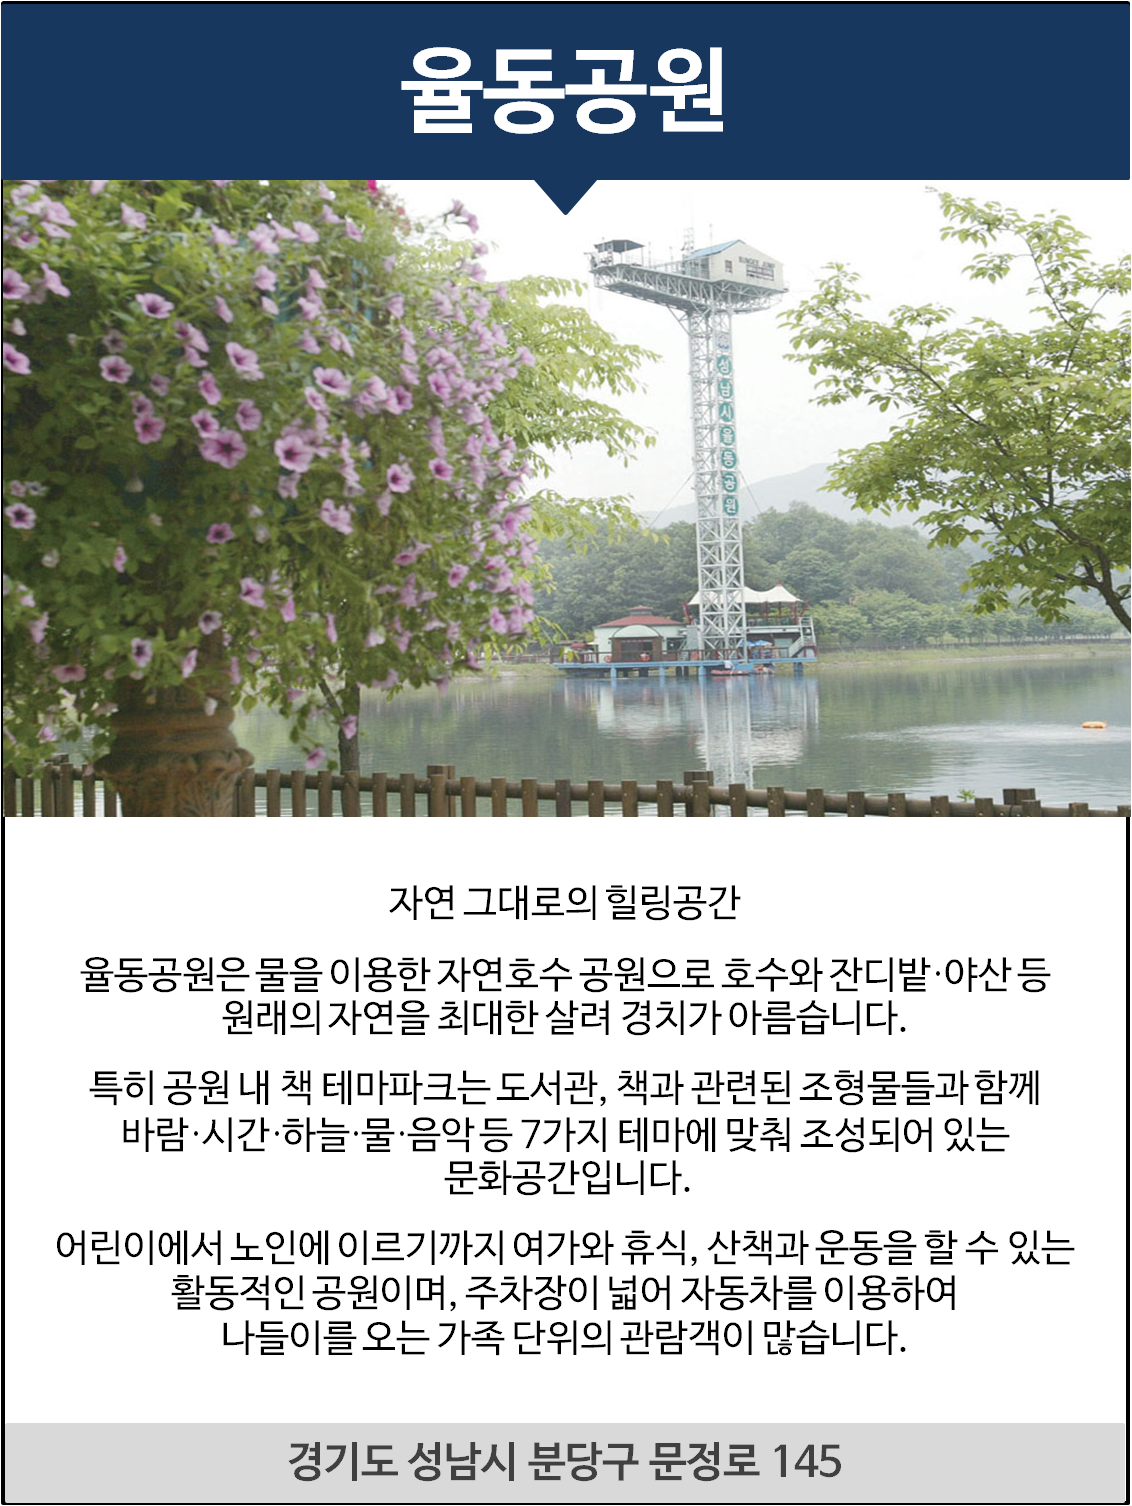 율동공원
BUNGEE JUMP
성남시율동공원
자연 그대로의 힐링공간
율동공원은 물을 이용한 자연호수 공원으로 호수와 잔디밭·야산 등
원래의 자연을 최대한 살려 경치가 아름습니다.
특히 공원 내 책 테마파크는 도서관, 책과 관련된 조형물들과 함께
바람·시간·하늘·물·음악 등 7가지 테마에 맞춰 조성되어 있는
문화공간입니다.
어린이에서 노인에 이르기까지 여가와 휴식, 산책과 운동을 할 수 있는
활동적인 공원이며, 주차장이 넓어 자동차를 이용하여
나들이를 오는 가족 단위의 관람객이 많습니다.
경기도 성남시 분당구 문정로 145